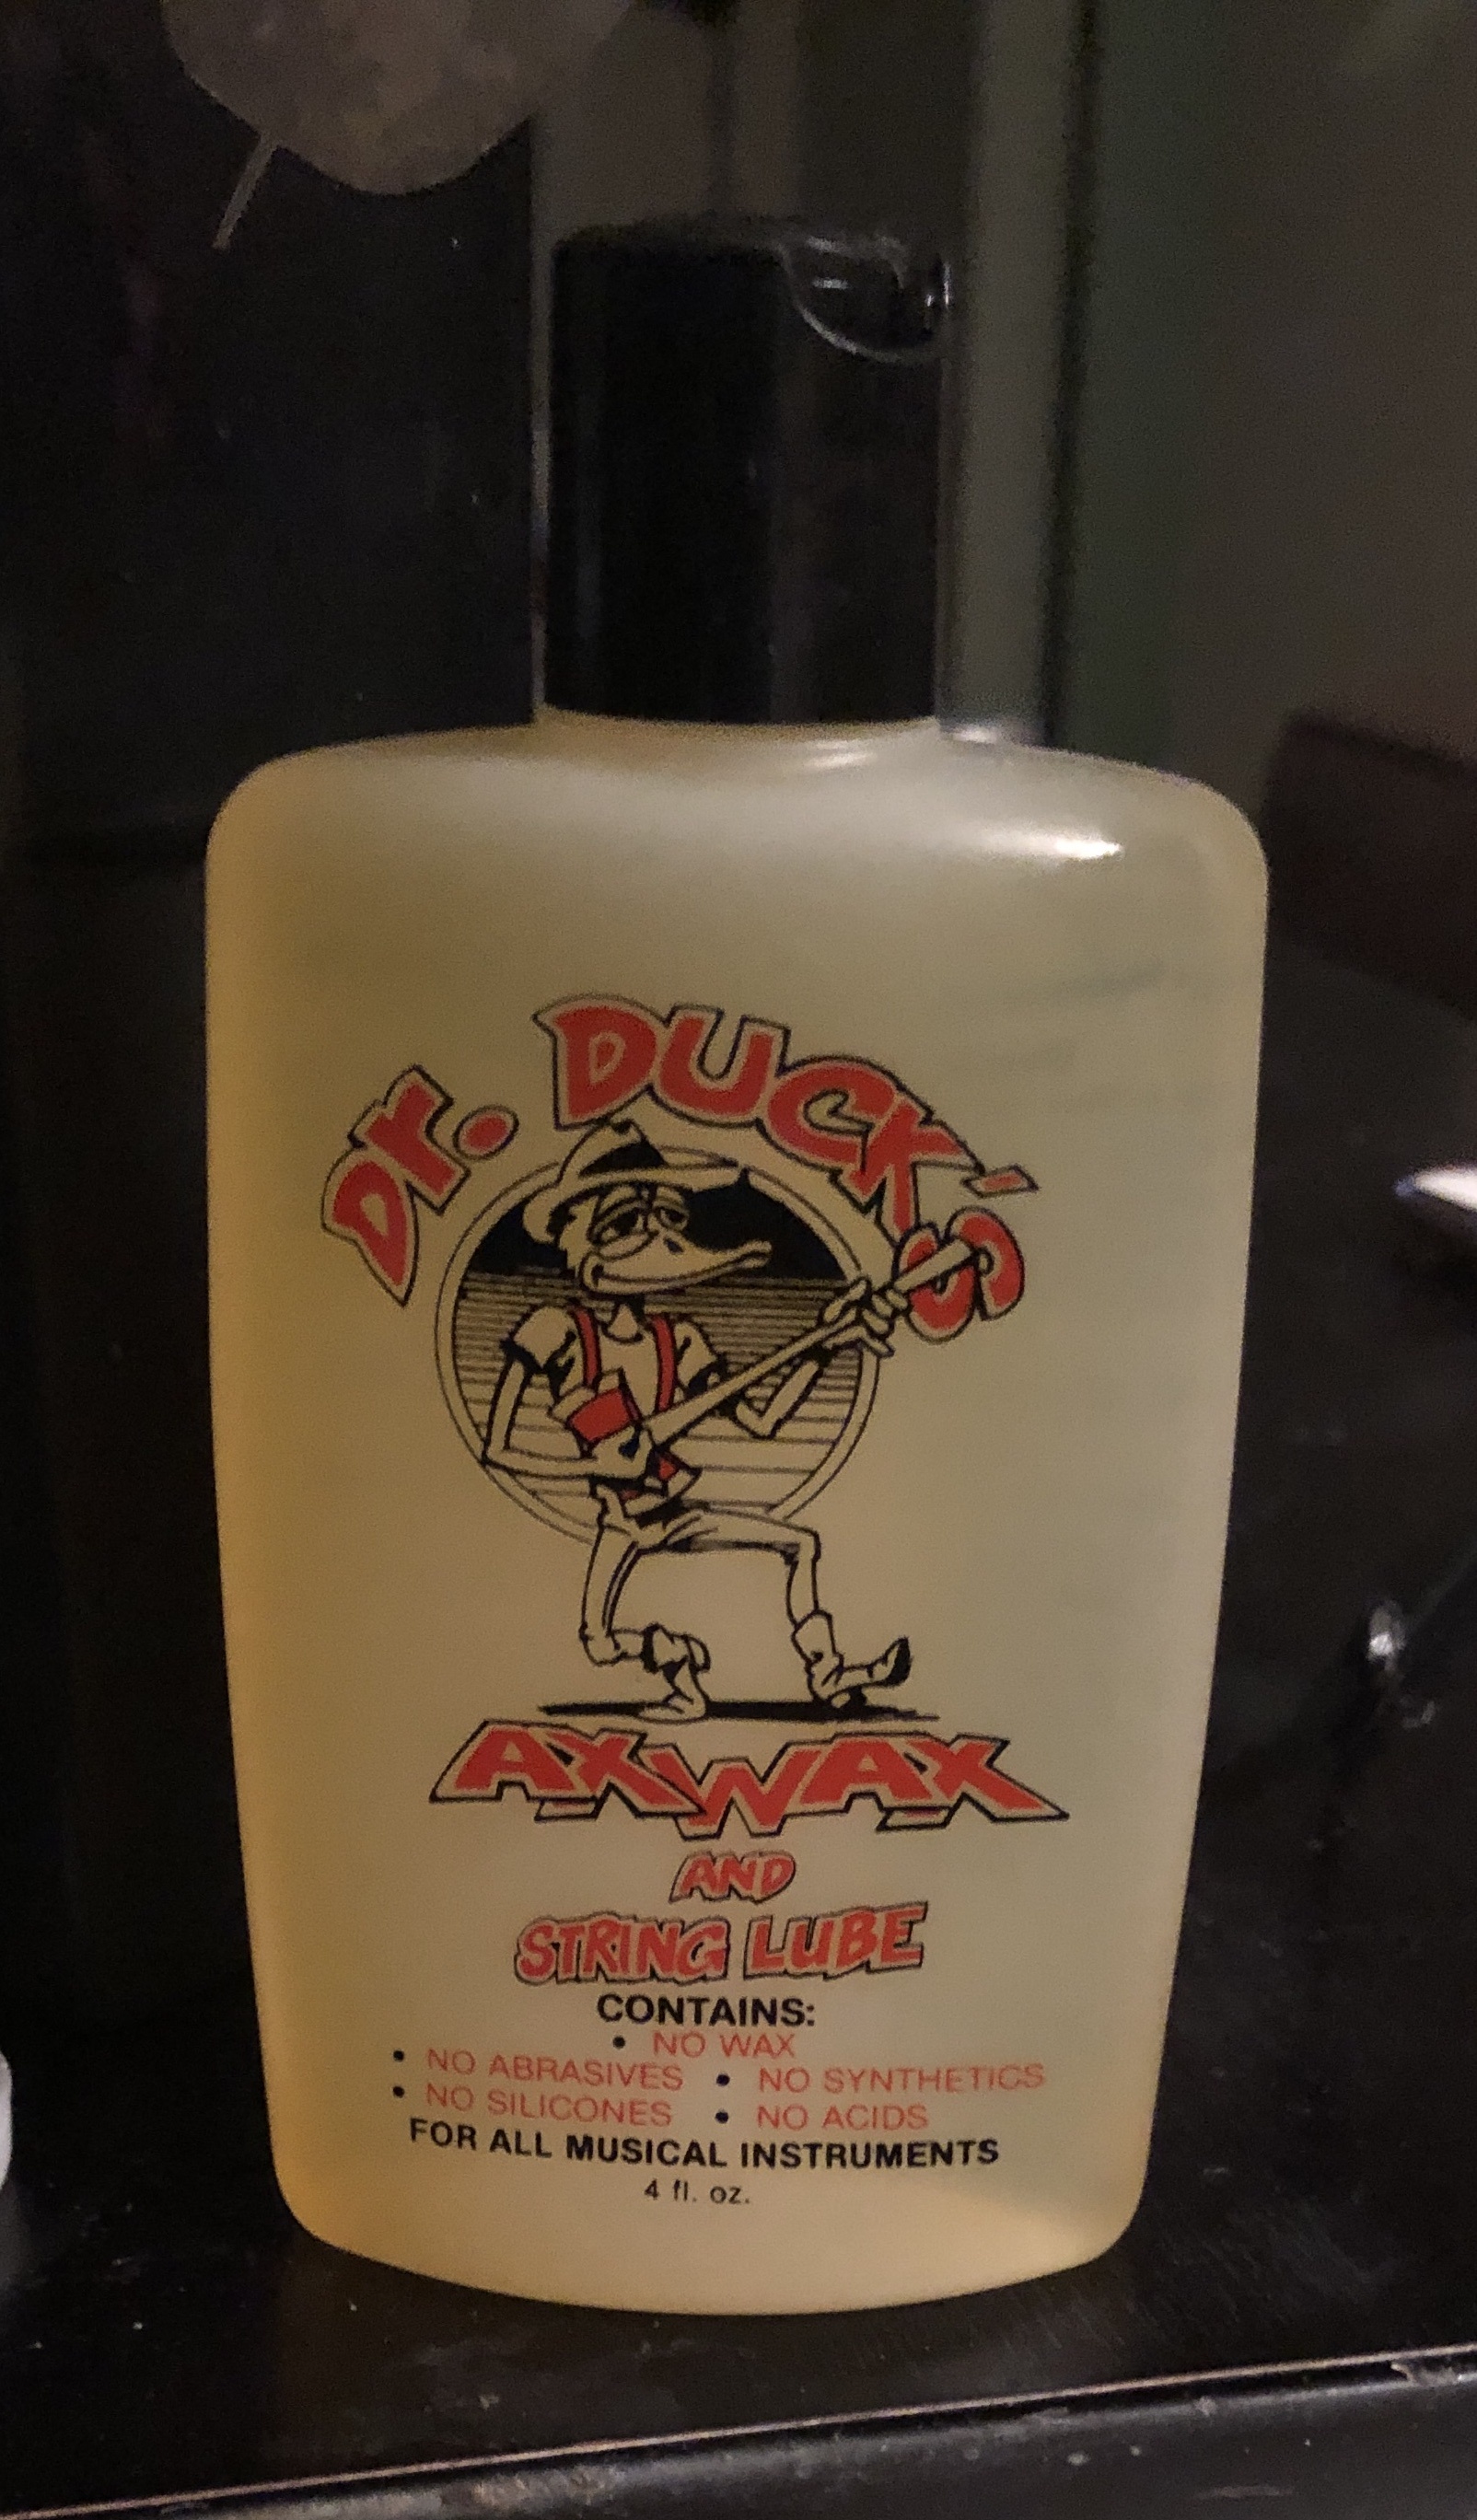 Dr. DUCK'S
AXWAX
AND
STRING LUBE
CONTAINS:
• NO WAX
• NO ABRASIVES • NO SYNTHETICS
• NO SILICONES • NO ACIDS
FOR ALL MUSICAL INSTRUMENTS
4 fl. oz.